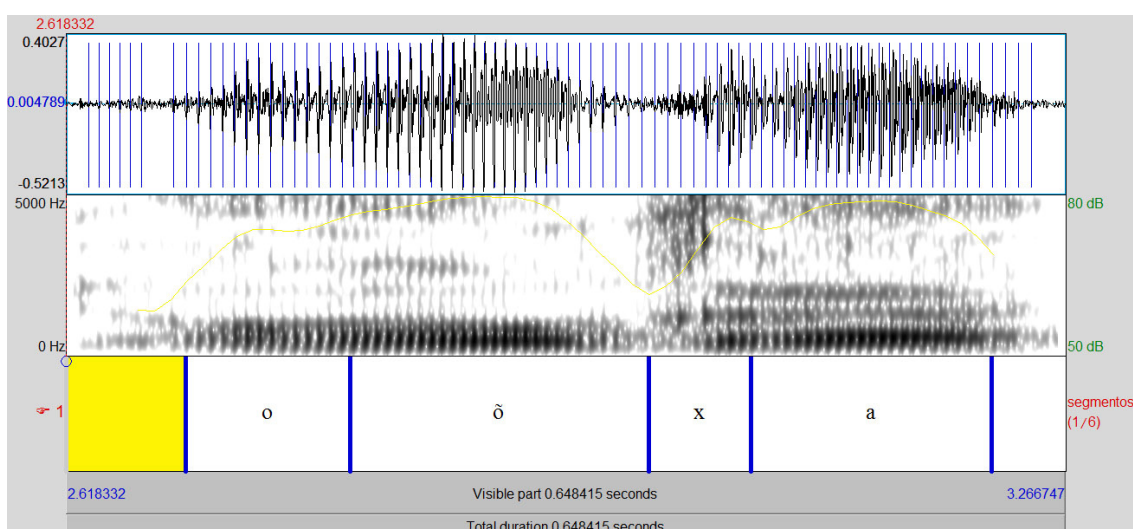 2.618332
0.4027
0.004789
-0.5213
5000 Hz
80 dB
0 Hz
50 dB
☞ 1
o õ x a
segmentos
(1/6)
2.618332 Visible part 0.648415 seconds 3.266747
Total duration 0.648415 seconds